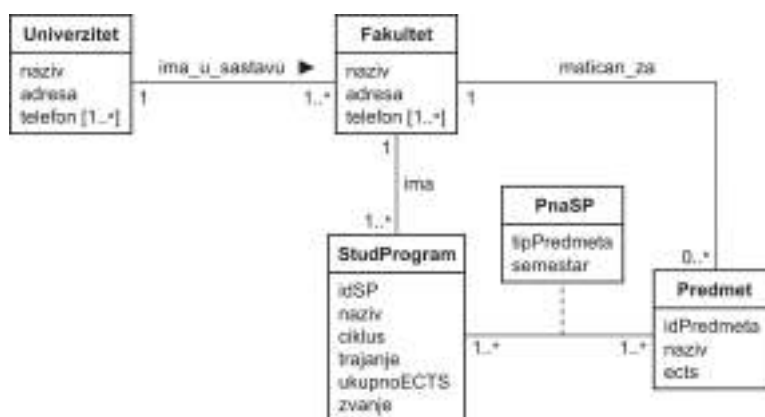 Univerzitet
naziv
adresa
telefon [1..*]
ima_u_sastavu
1
1..*
Fakultet
naziv
adresa
telefon [1..*]
matican_za
1
0..*
1
ima
1..*
PnaSP
tipPredmeta
semestar
StudProgram
idSP
naziv
ciklus
trajanje
ukupnoECTS
zvanje
1..*
1..*
Predmet
idPredmeta
naziv
ects